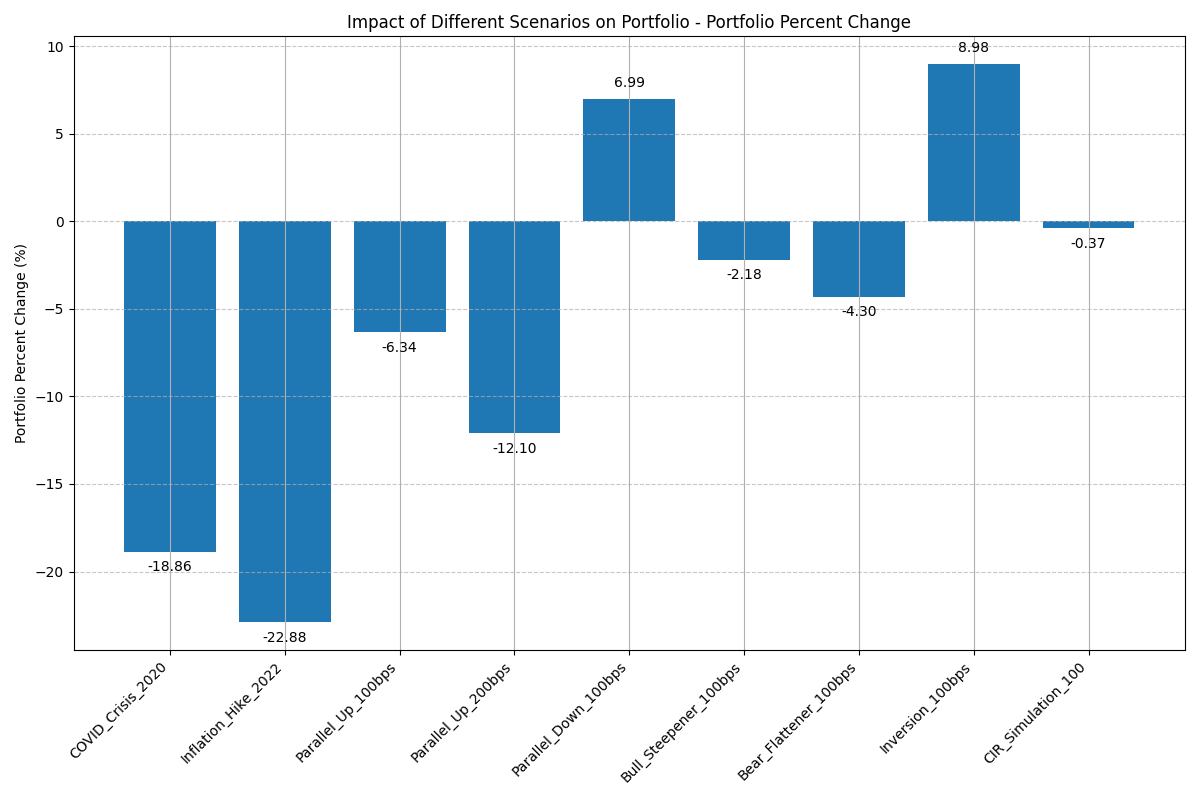 Impact of Different Scenarios on Portfolio - Portfolio Percent Change
Portfolio Percent Change (%)
10
5
0
−5
−10
−15
−20
-18.86
-22.88
-6.34
-12.10
6.99
-2.18
-4.30
8.98
-0.37
COVID_Crisis_2020
Inflation_Hike_2022
Parallel_Up_100bps
Parallel_Up_200bps
Parallel_Down_100bps
Bull_Steepener_100bps
Bear_Flattener_100bps
Inversion_100bps
CIR_Simulation_100